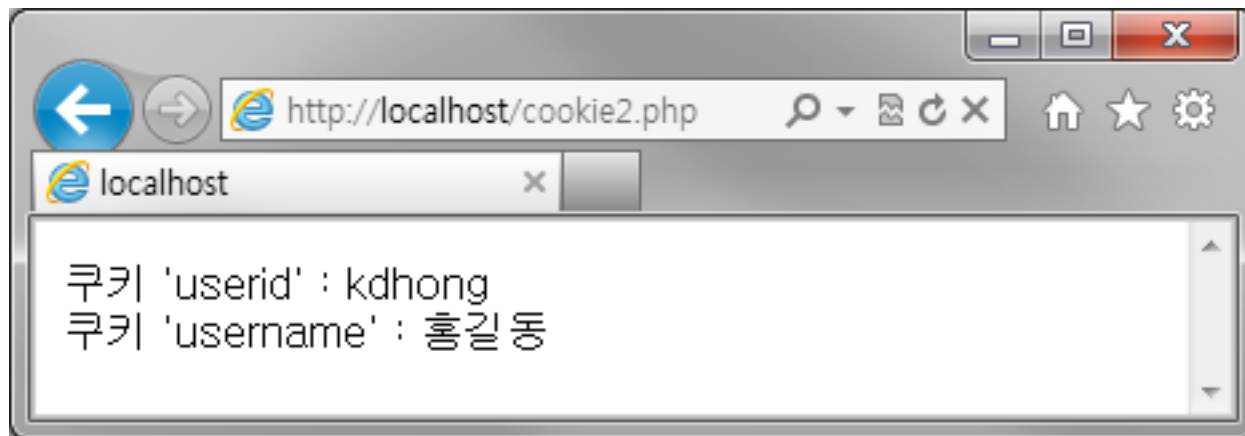 http://localhost/cookie2.php
localhost
쿠키 'userid' : kdhong
쿠키 'username' : 홍길동